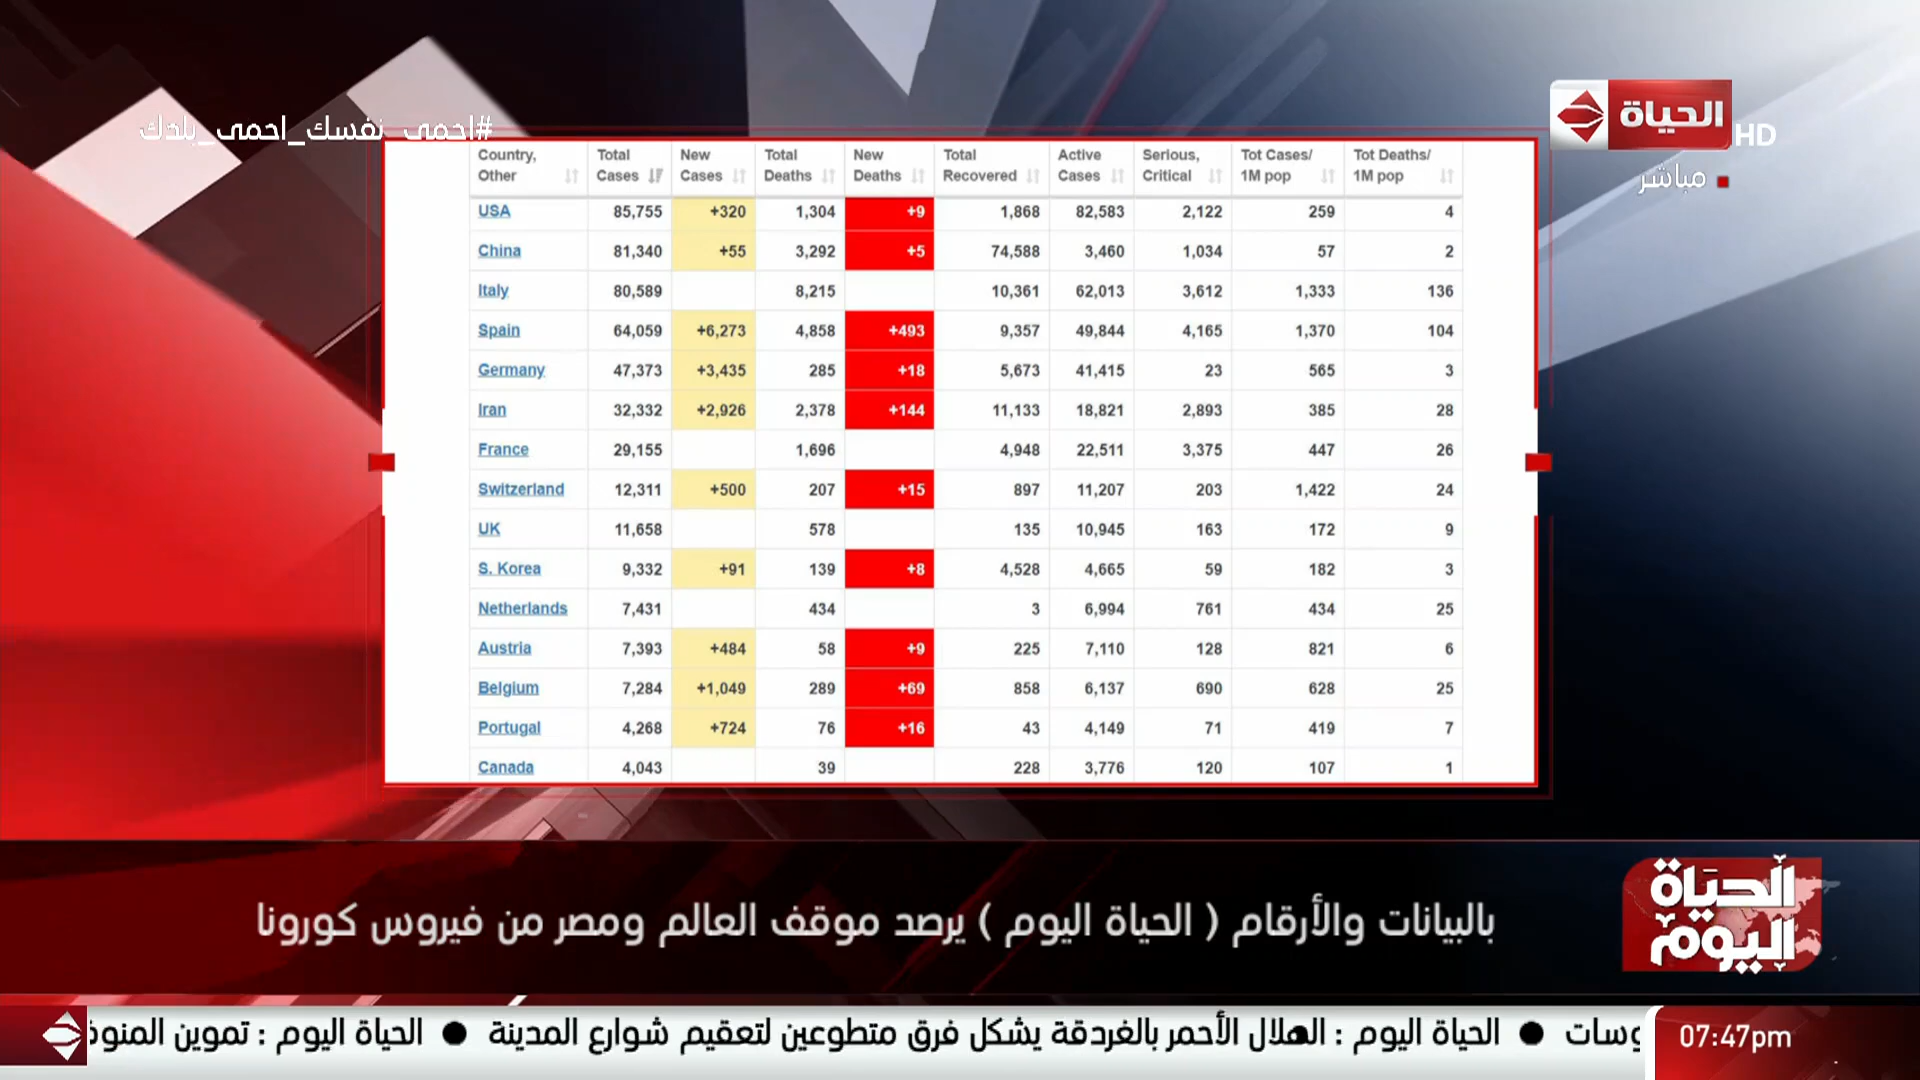 #احمى_نفسك_احمى_بلدك
الحياة HD
مباشر
Country, Other Total Cases New Cases Total Deaths New Deaths Total Recovered Active Cases Serious, Critical Tot Cases/ 1M pop Tot Deaths/ 1M pop
USA 85,755 +320 1,304 +9 1,868 82,583 2,122 259 4
China 81,340 +55 3,292 +5 74,588 3,460 1,034 57 2
Italy 80,589 8,215 10,361 62,013 3,612 1,333 136
Spain 64,059 +6,273 4,858 +493 9,357 49,844 4,165 1,370 104
Germany 47,373 +3,435 285 +18 5,673 41,415 23 565 3
Iran 32,332 +2,926 2,378 +144 11,133 18,821 2,893 385 28
France 29,155 1,696 4,948 22,511 3,375 447 26
Switzerland 12,311 +500 207 +15 897 11,207 203 1,422 24
UK 11,658 578 135 10,945 163 172 9
S. Korea 9,332 +91 139 +8 4,528 4,665 59 182 3
Netherlands 7,431 434 3 6,994 761 434 25
Austria 7,393 +484 58 +9 225 7,110 128 821 6
Belgium 7,284 +1,049 289 +69 858 6,137 690 628 25
Portugal 4,268 +724 76 +16 43 4,149 71 419 7
Canada 4,043 39 228 3,776 120 107 1
الحياة اليوم
بالبيانات والأرقام ( الحياة اليوم ) يرصد موقف العالم ومصر من فيروس كورونا
وسات ● الحياة اليوم : الهلال الأحمر بالغردقة يشكل فرق متطوعين لتعقيم شوارع المدينة ● الحياة اليوم : تموين المنوف
07:47pm